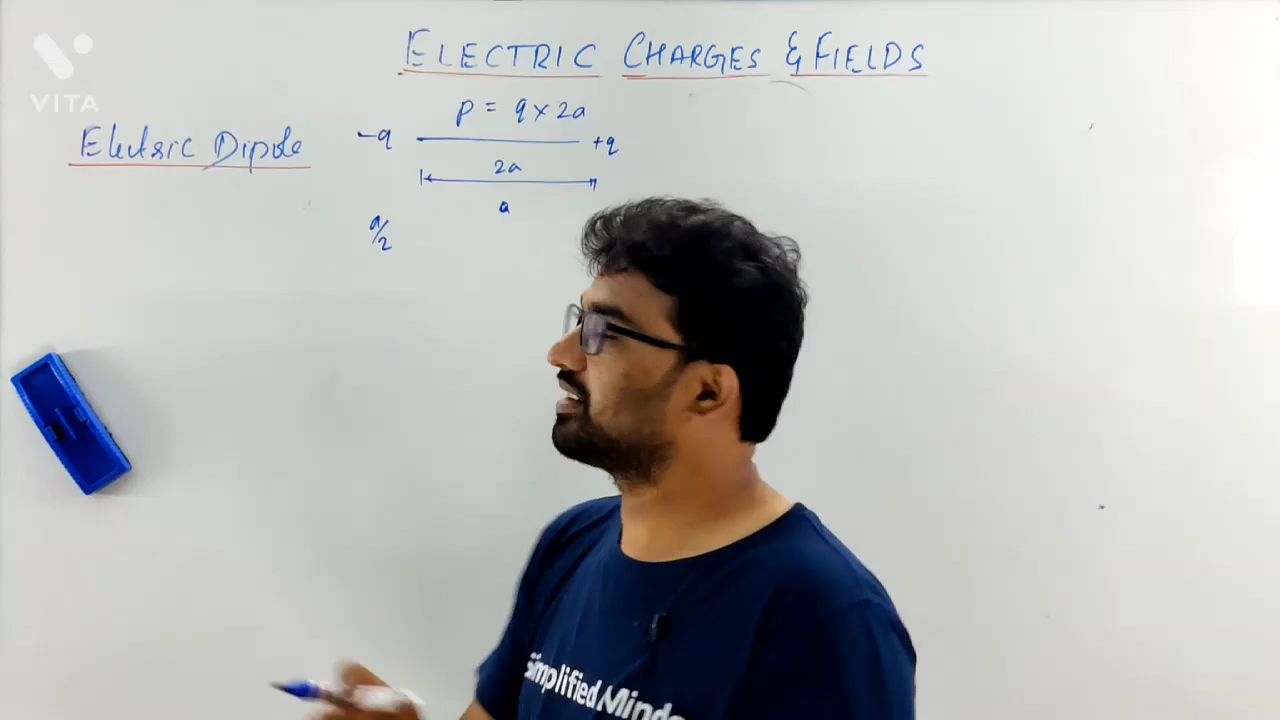 VITA
ELECTRIC CHARGES & FIELDS
p = q × 2a
Electric Dipole
-q
+q
2a
a
a/2
Simplified Minds